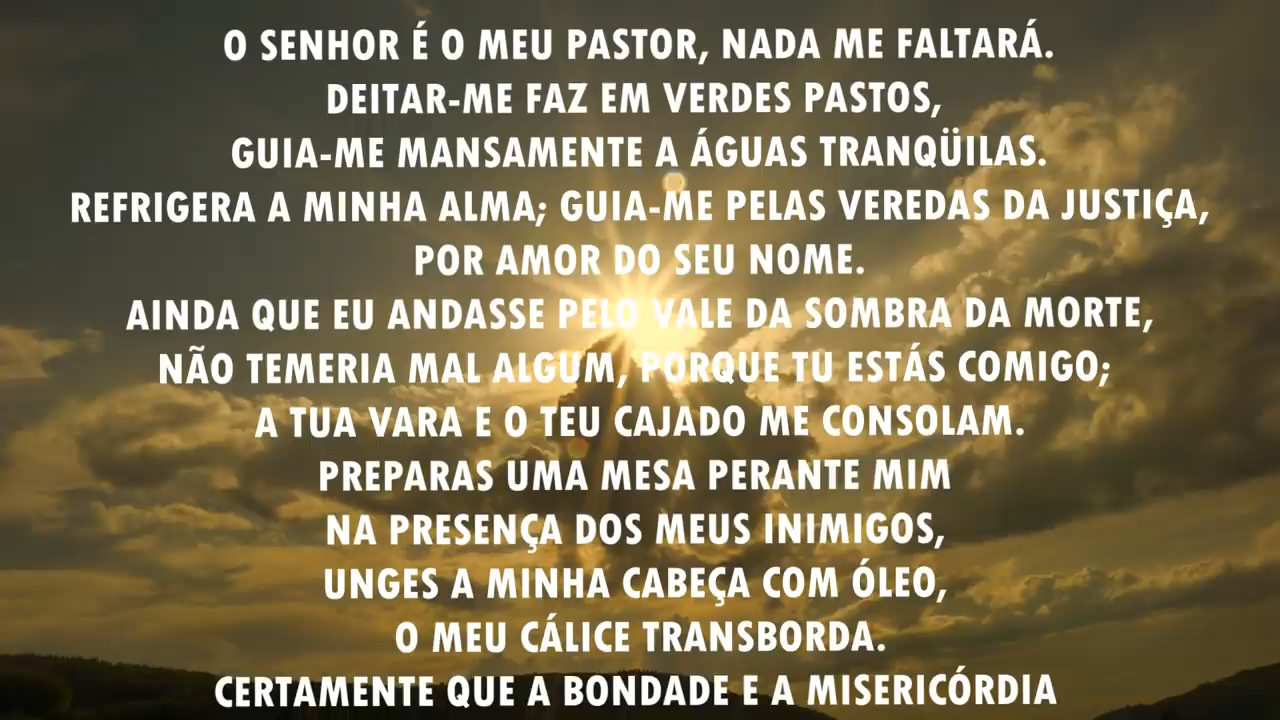 O SENHOR É O MEU PASTOR, NADA ME FALTARÁ.
DEITAR-ME FAZ EM VERDES PASTOS,
GUIA-ME MANSAMENTE A ÁGUAS TRANQÜILAS.
REFRIGERA A MINHA ALMA; GUIA-ME PELAS VEREDAS DA JUSTIÇA,
POR AMOR DO SEU NOME.
AINDA QUE EU ANDASSE PELO VALE DA SOMBRA DA MORTE,
NÃO TEMERIA MAL ALGUM, PORQUE TU ESTÁS COMIGO;
A TUA VARA E O TEU CAJADO ME CONSOLAM.
PREPARAS UMA MESA PERANTE MIM
NA PRESENÇA DOS MEUS INIMIGOS,
UNGES A MINHA CABEÇA COM ÓLEO,
O MEU CÁLICE TRANSBORDA.
CERTAMENTE QUE A BONDADE E A MISERICÓRDIA